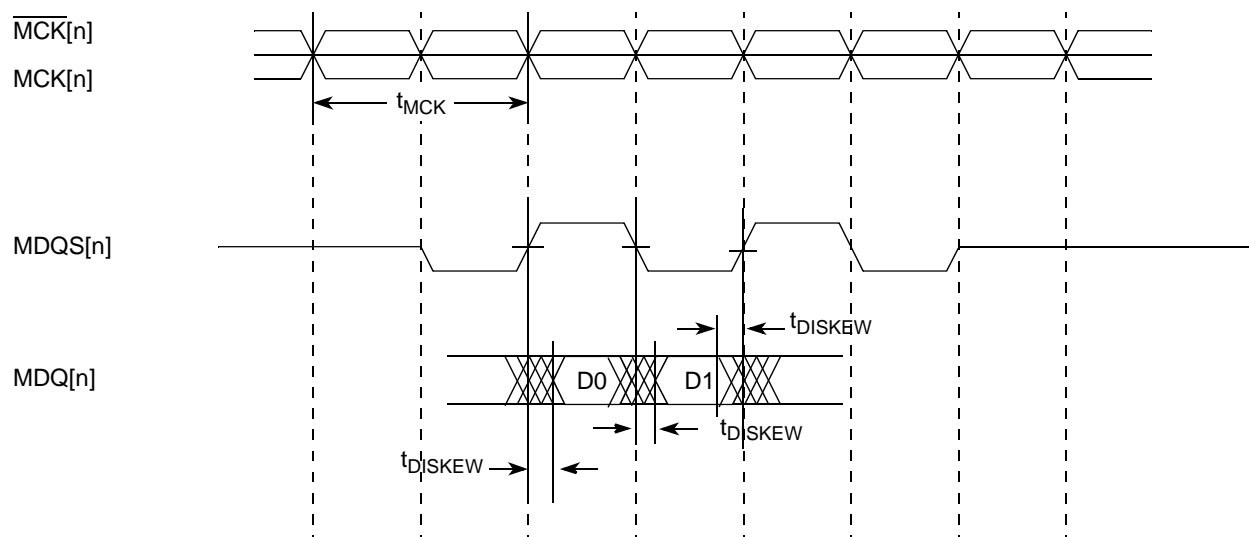 MCK[n]
MCK[n]
tMCK
MDQS[n]
tDISKEW
MDQ[n]
D0
D1
tDISKEW
tDISKEW